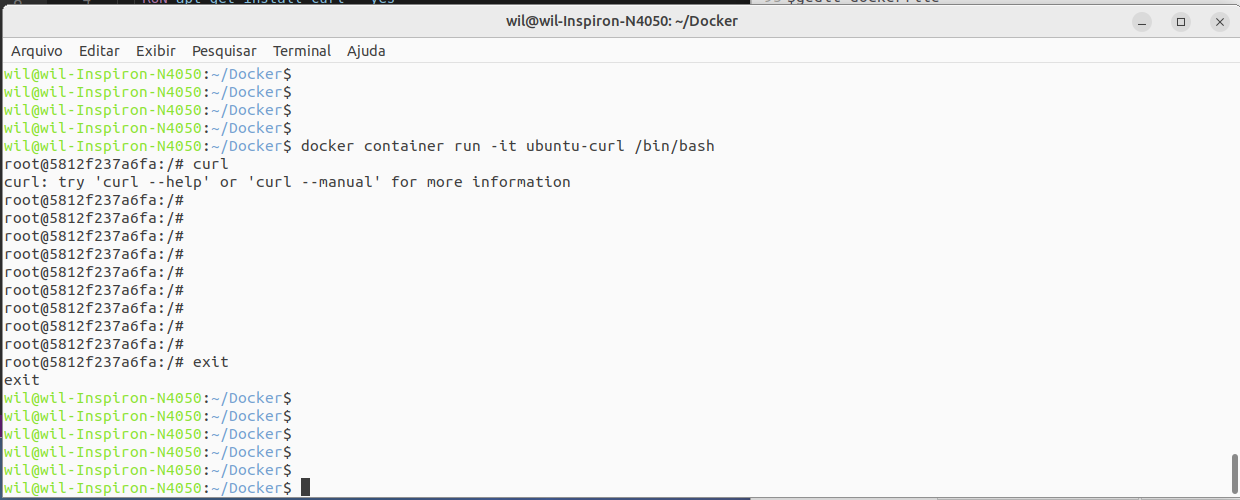 wil@wil-Inspiron-N4050: ~/Docker
Arquivo Editar Exibir Pesquisar Terminal Ajuda
wil@wil-Inspiron-N4050:~/Docker$
wil@wil-Inspiron-N4050:~/Docker$
wil@wil-Inspiron-N4050:~/Docker$
wil@wil-Inspiron-N4050:~/Docker$
wil@wil-Inspiron-N4050:~/Docker$ docker container run -it ubuntu-curl /bin/bash
root@5812f237a6fa:/# curl
curl: try 'curl --help' or 'curl --manual' for more information
root@5812f237a6fa:/#
root@5812f237a6fa:/#
root@5812f237a6fa:/#
root@5812f237a6fa:/#
root@5812f237a6fa:/#
root@5812f237a6fa:/#
root@5812f237a6fa:/#
root@5812f237a6fa:/#
root@5812f237a6fa:/#
root@5812f237a6fa:/# exit
exit
wil@wil-Inspiron-N4050:~/Docker$
wil@wil-Inspiron-N4050:~/Docker$
wil@wil-Inspiron-N4050:~/Docker$
wil@wil-Inspiron-N4050:~/Docker$
wil@wil-Inspiron-N4050:~/Docker$
wil@wil-Inspiron-N4050:~/Docker$